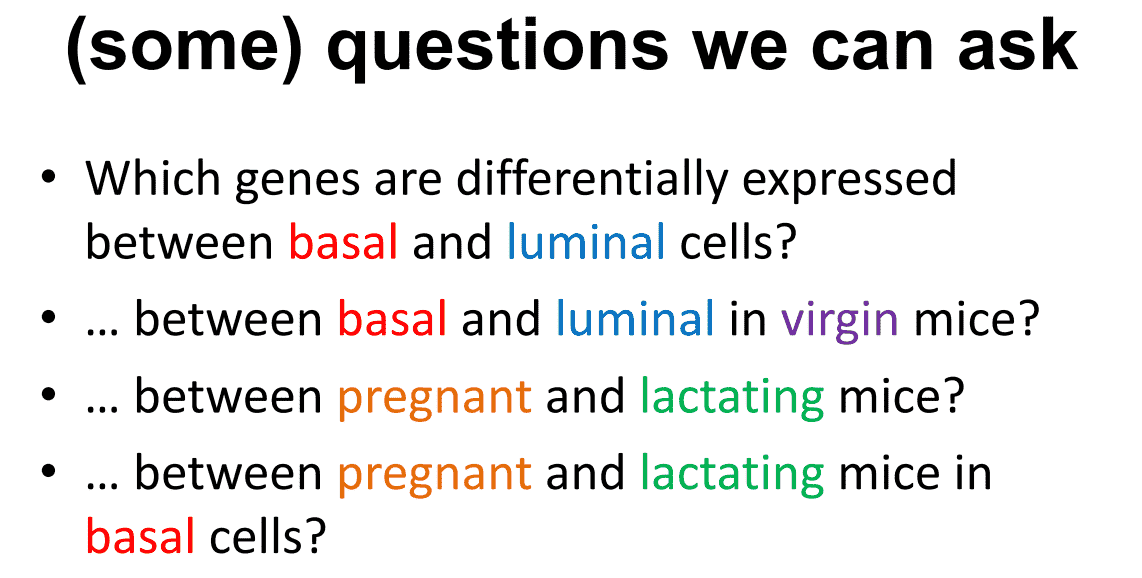 (some) questions we can ask
• Which genes are differentially expressed
between basal and luminal cells?
• … between basal and luminal in virgin mice?
• … between pregnant and lactating mice?
• … between pregnant and lactating mice in
basal cells?